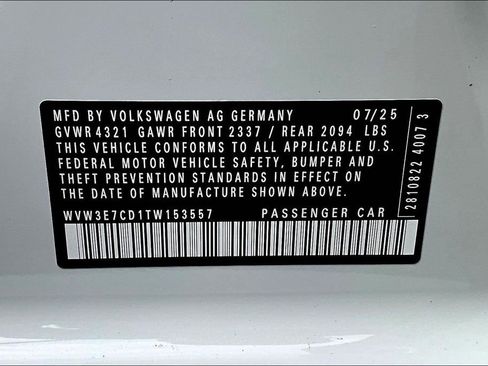 MFD BY VOLKSWAGEN AG GERMANY 07/25
GVWR 4321 GAWR FRONT 2337 / REAR 2094 LBS
THIS VEHICLE CONFORMS TO ALL APPLICABLE U.S.
FEDERAL MOTOR VEHICLE SAFETY, BUMPER AND
THEFT PREVENTION STANDARDS IN EFFECT ON
THE DATE OF MANUFACTURE SHOWN ABOVE.
WVW3E7CD1TW153557 PASSENGER CAR
2810822 4007 3